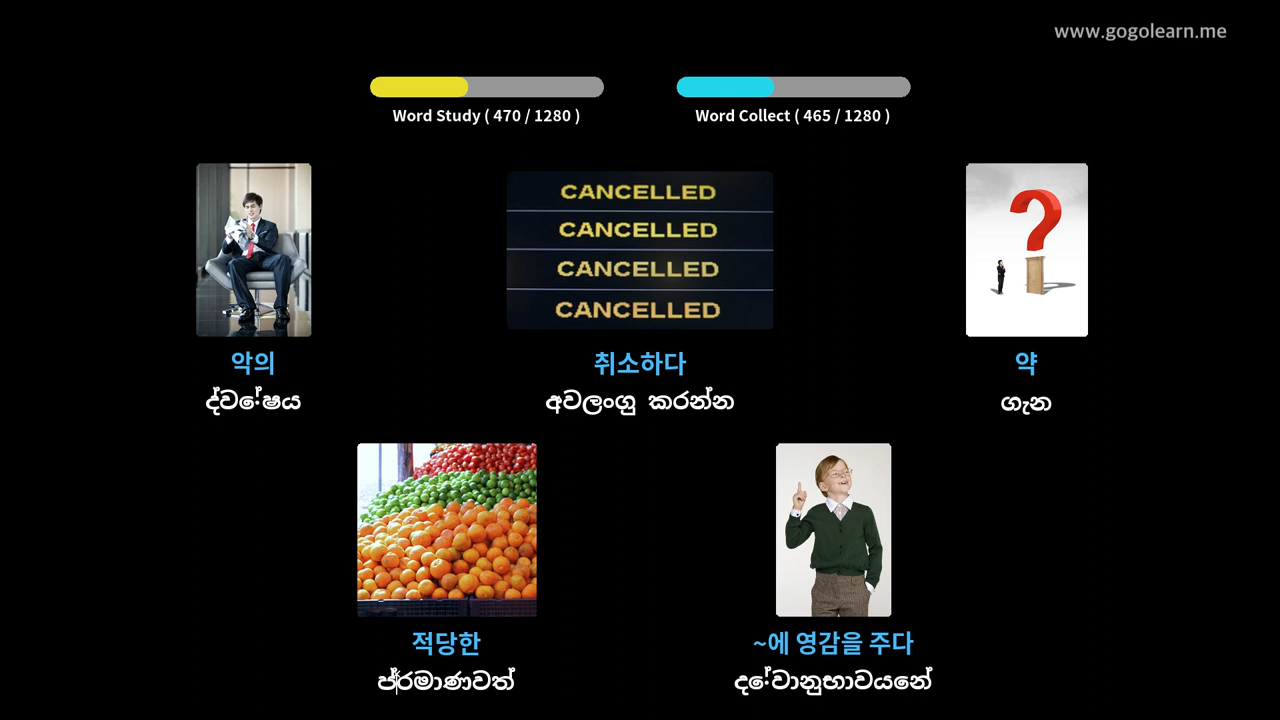 www.gogolearn.me
Word Study ( 470 / 1280 )
Word Collect ( 465 / 1280 )
CANCELLED
CANCELLED
CANCELLED
CANCELLED
?
악의
취소하다
약
ද්වේෂය
අවලංගු කරන්න
ගැන
적당한
~에 영감을 주다
ප්‍රමාණවත්
දේවානුභාවයනේ